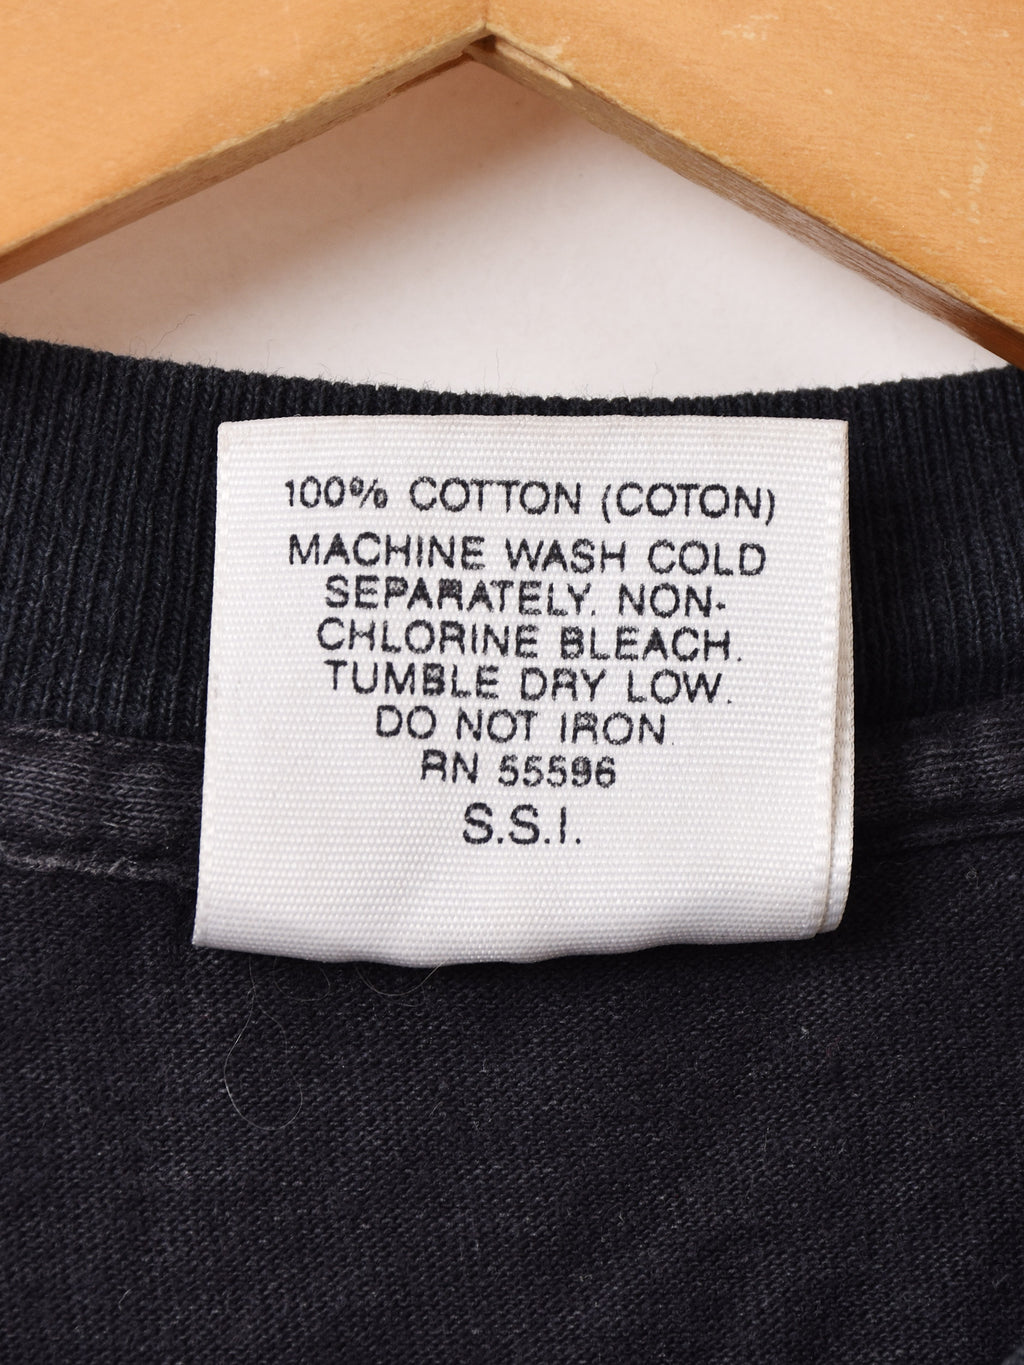 100% COTTON (COTON)
MACHINE WASH COLD
SEPARATELY. NON-
CHLORINE BLEACH.
TUMBLE DRY LOW.
DO NOT IRON.
RN 55596
S.S.I.